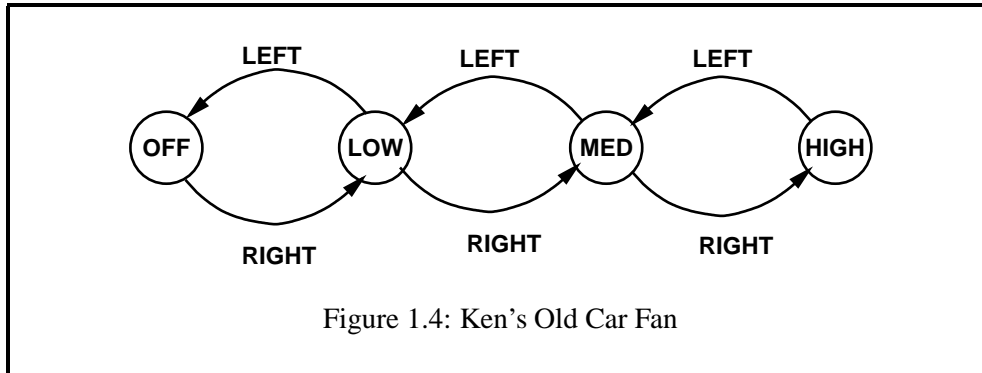 LEFT LEFT LEFT
OFF LOW MED HIGH
RIGHT RIGHT RIGHT
Figure 1.4: Ken's Old Car Fan